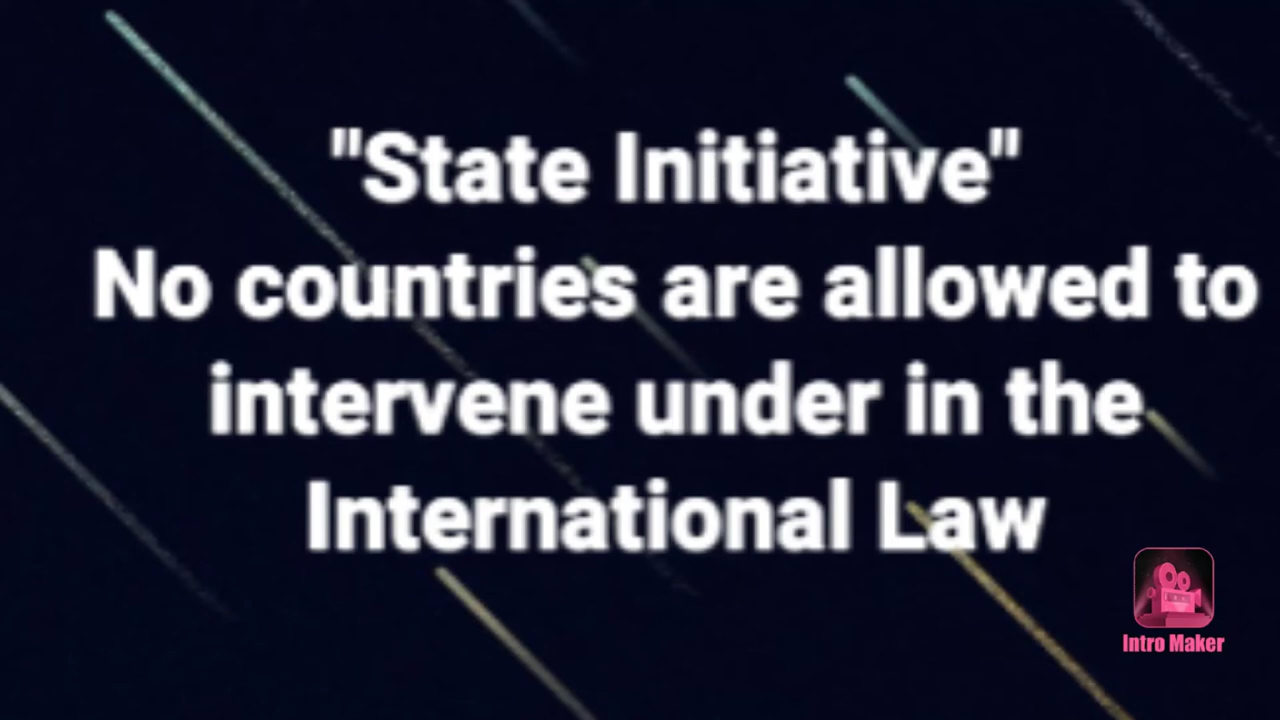 "State Initiative"
No countries are allowed to
intervene under in the
International Law
Intro Maker